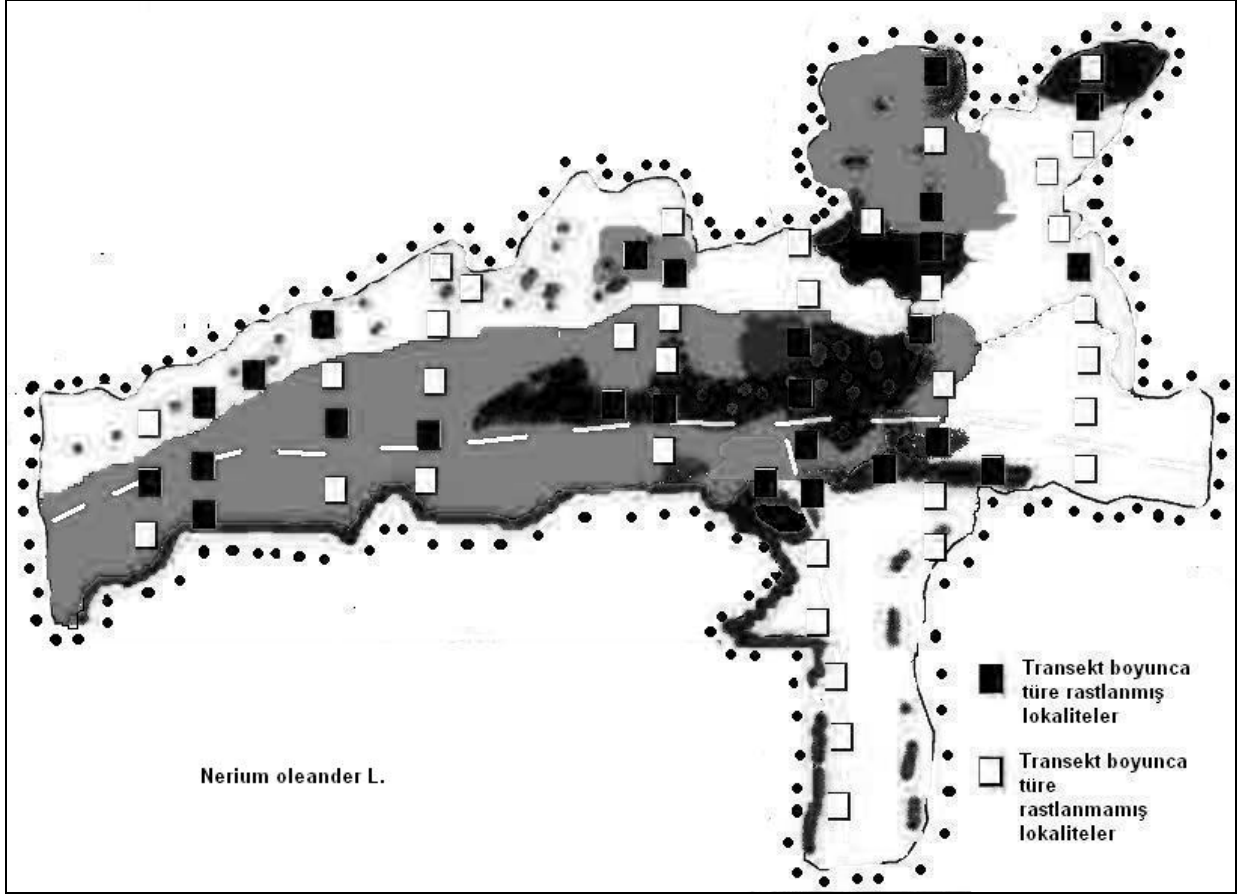 Transekt boyunca
türe rastlanmış
lokaliteler
Nerium oleander L.
Transekt boyunca
türe
rastlanmamış
lokaliteler